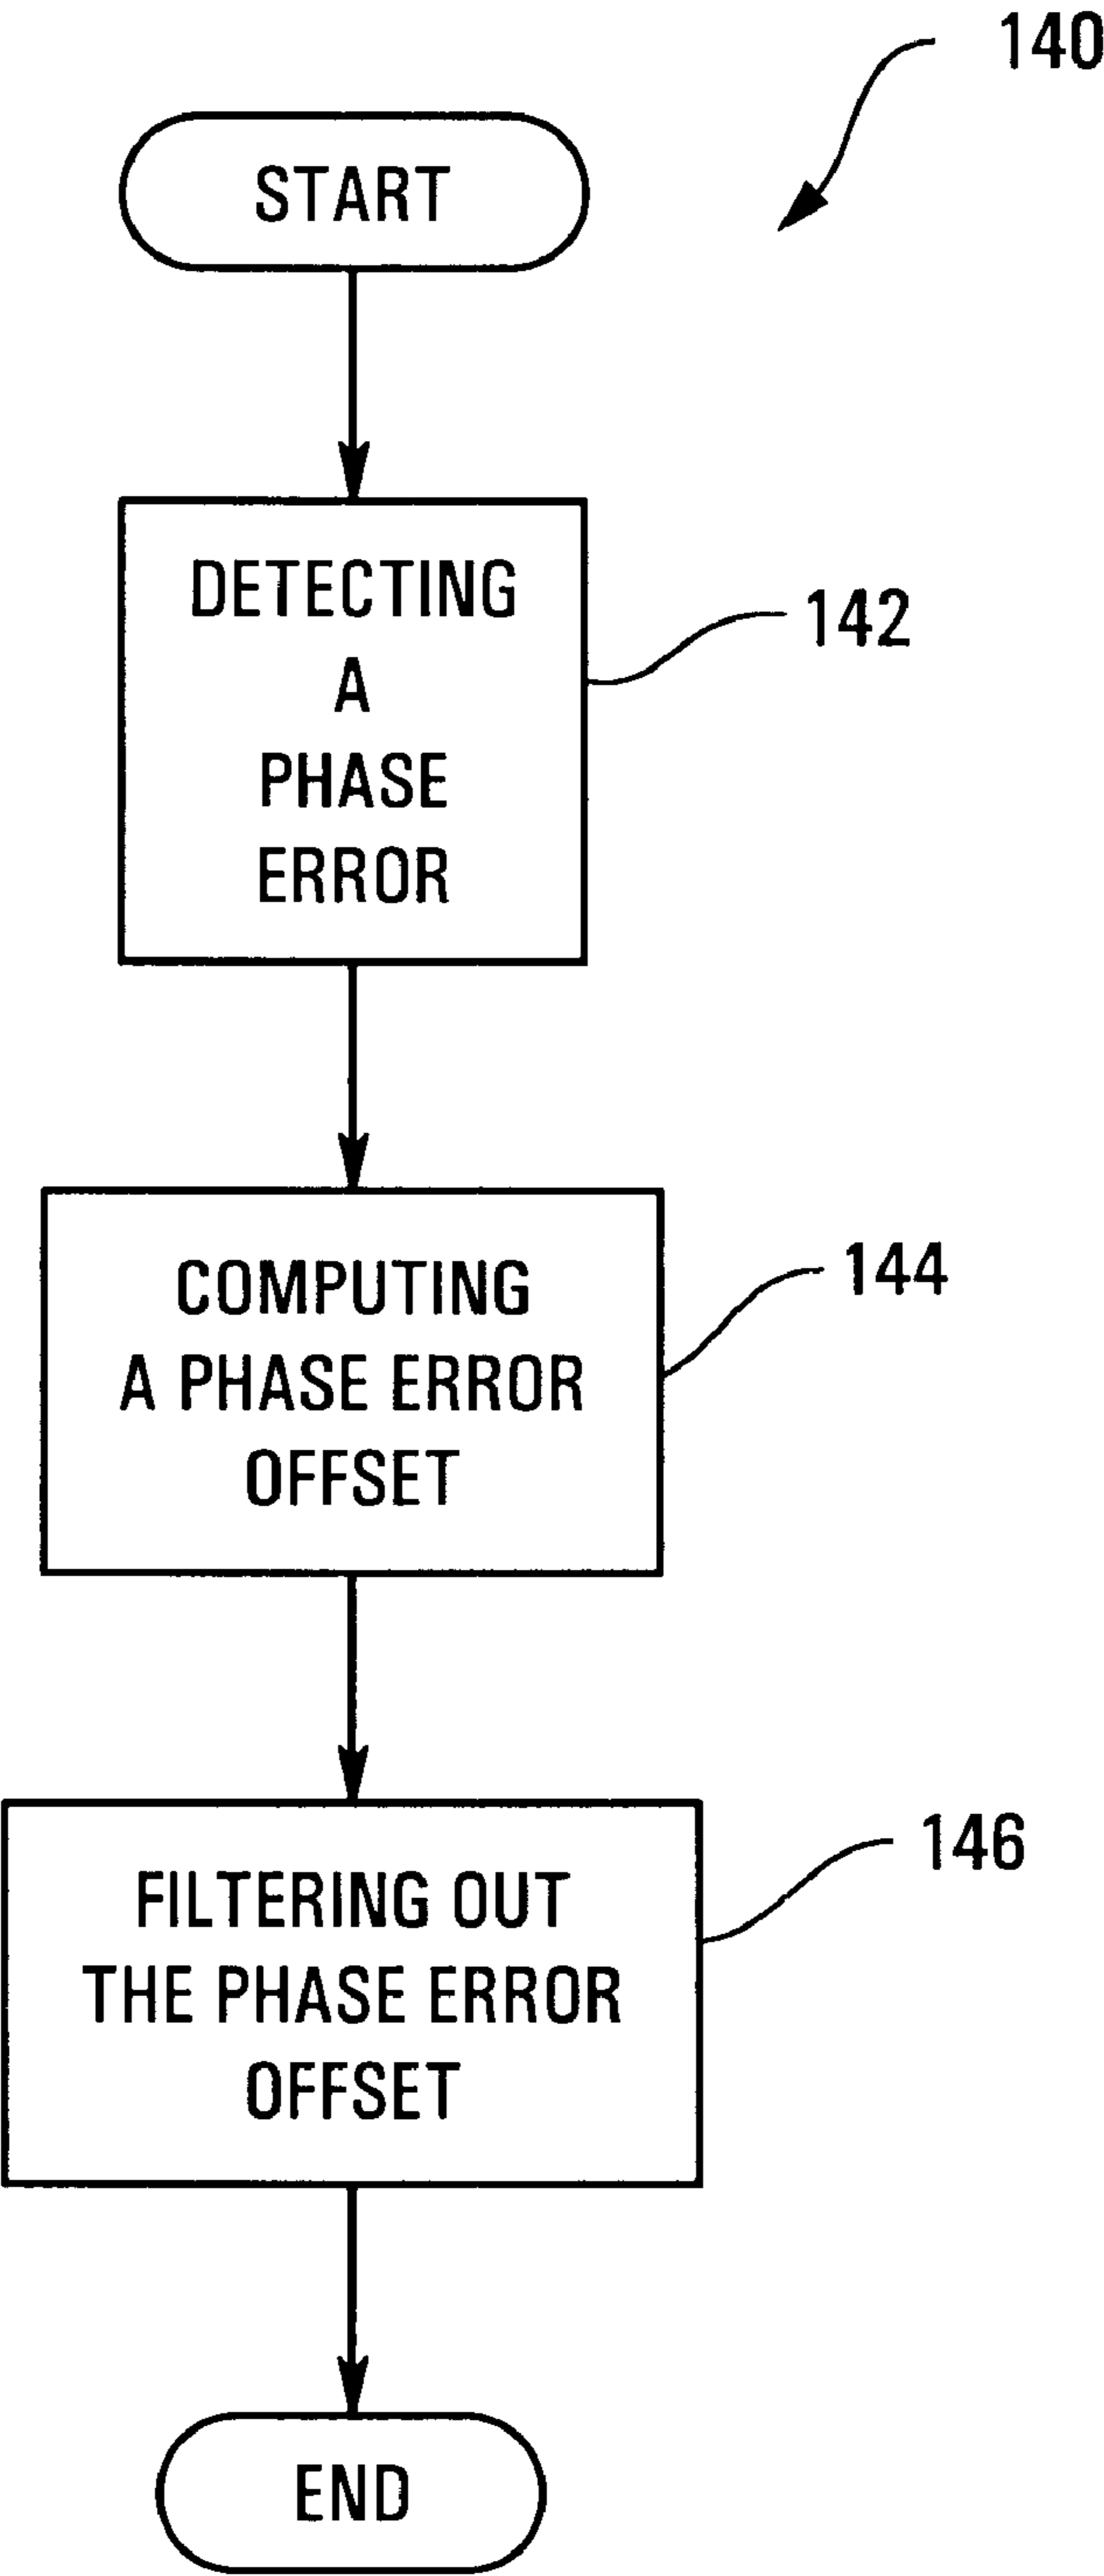 140
START
DETECTING
A
PHASE
ERROR
142
COMPUTING
A PHASE ERROR
OFFSET
144
FILTERING OUT
THE PHASE ERROR
OFFSET
146
END